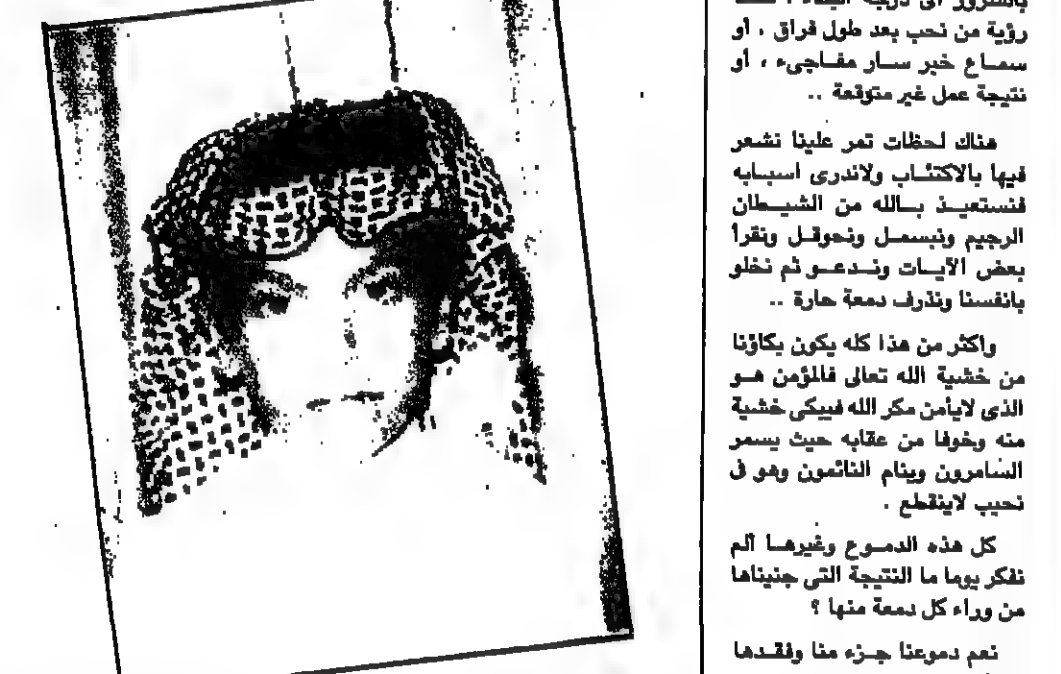 رؤية من نحب بعد طول فراق ، أو
سماع خبر سار مفاجىء ، أو
نتيجة عمل غير متوقعة ..
هناك لحظات تمر علينا نشعر
فيها بالاكتئاب ولاندرى اسبابه
فنستعيذ بالله من الشيطان
الرجيم ونبسمل ونحوقل ونقرأ
بعض الآيات وندعو ثم نخلو
بانفسنا ونذرف دمعة حارة ..
واكثر من هذا كله يكون بكاؤنا
من خشية الله تعالى فالمؤمن هو
الذى لايأمن مكر الله فيبكى خشية
منه وخوفا من عقابه حيث يسمر
السامرون وينام النائمون وهو فى
نحيب لاينقطع .
كل هذه الدموع وغيرها ألم
نفكر يوما ما النتيجة التى جنيناها
من وراء كل دمعة منها ؟
نعم دموعنا جزء منا وفقدها